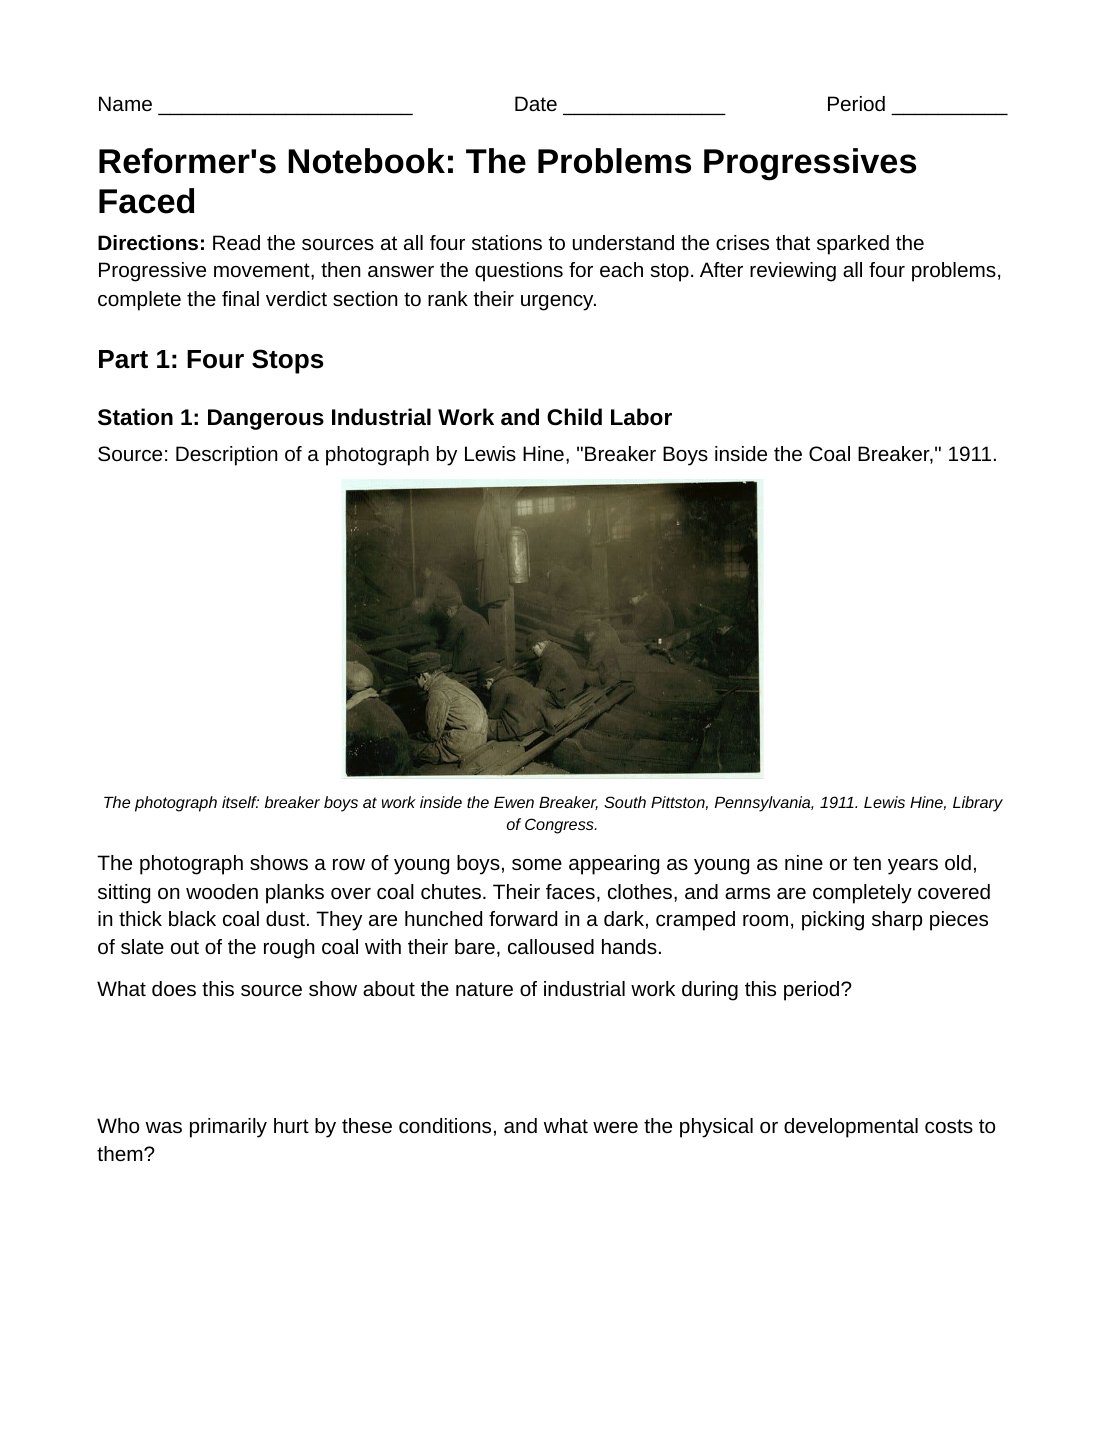 Name ______________________ Date ______________ Period __________
Reformer's Notebook: The Problems Progressives
Faced
Directions: Read the sources at all four stations to understand the crises that sparked the
Progressive movement, then answer the questions for each stop. After reviewing all four problems,
complete the final verdict section to rank their urgency.
Part 1: Four Stops
Station 1: Dangerous Industrial Work and Child Labor
Source: Description of a photograph by Lewis Hine, "Breaker Boys inside the Coal Breaker," 1911.
The photograph itself: breaker boys at work inside the Ewen Breaker, South Pittston, Pennsylvania, 1911. Lewis Hine, Library
of Congress.
The photograph shows a row of young boys, some appearing as young as nine or ten years old,
sitting on wooden planks over coal chutes. Their faces, clothes, and arms are completely covered
in thick black coal dust. They are hunched forward in a dark, cramped room, picking sharp pieces
of slate out of the rough coal with their bare, calloused hands.
What does this source show about the nature of industrial work during this period?
Who was primarily hurt by these conditions, and what were the physical or developmental costs to
them?